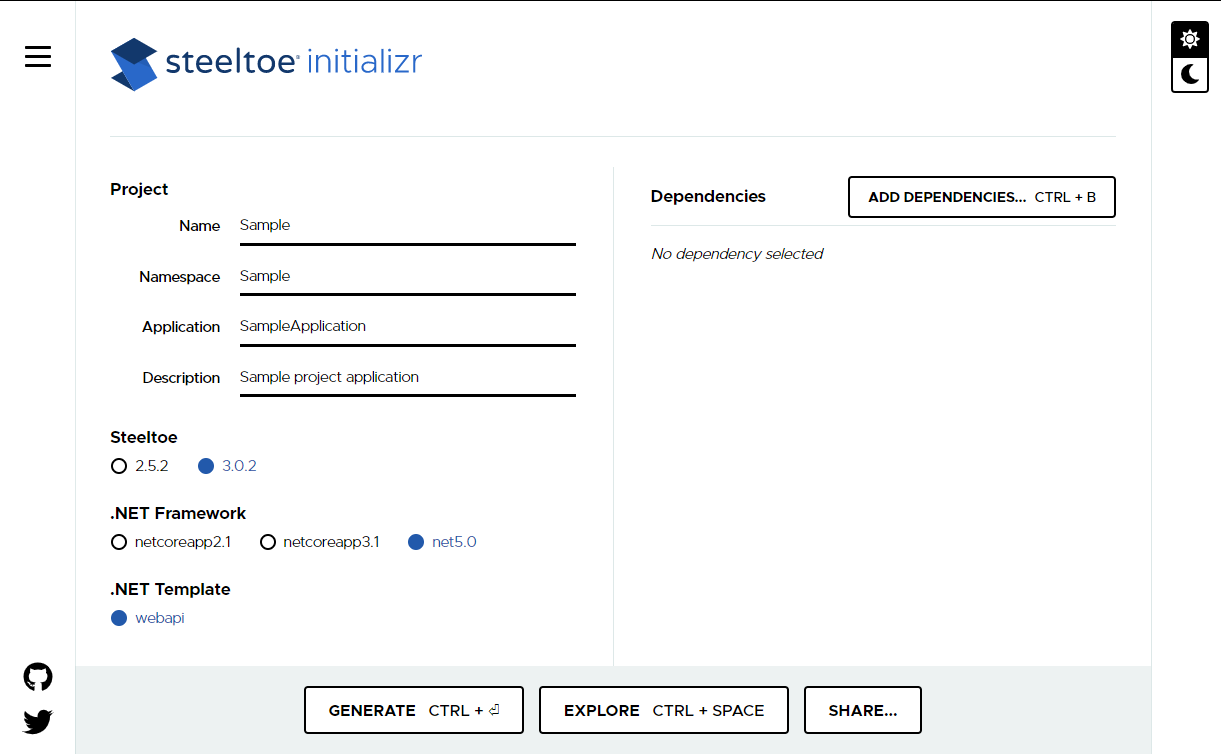 steeltoe® initializr
Project
Name Sample
Namespace Sample
Application SampleApplication
Description Sample project application
Steeltoe
2.5.2 3.0.2
.NET Framework
netcoreapp2.1 netcoreapp3.1 net5.0
.NET Template
webapi
Dependencies ADD DEPENDENCIES... CTRL + B
No dependency selected
GENERATE CTRL + ⏎ EXPLORE CTRL + SPACE SHARE...